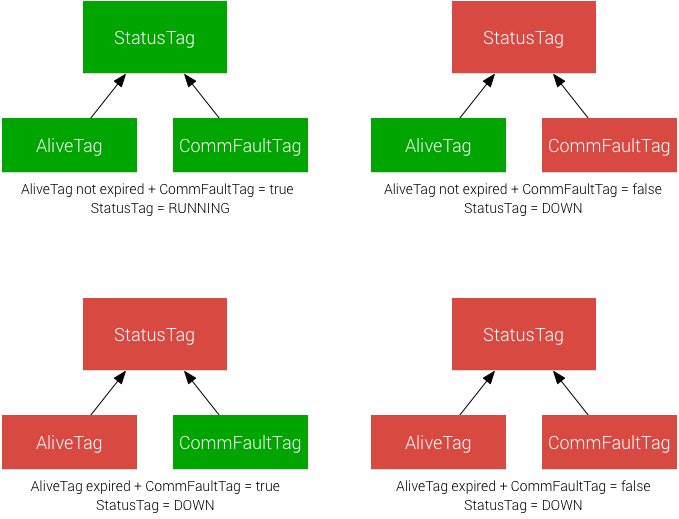 StatusTag
AliveTag
CommFaultTag
AliveTag not expired + CommFaultTag = true
StatusTag = RUNNING
StatusTag
AliveTag
CommFaultTag
AliveTag not expired + CommFaultTag = false
StatusTag = DOWN
StatusTag
AliveTag
CommFaultTag
AliveTag expired + CommFaultTag = true
StatusTag = DOWN
StatusTag
AliveTag
CommFaultTag
AliveTag expired + CommFaultTag = false
StatusTag = DOWN